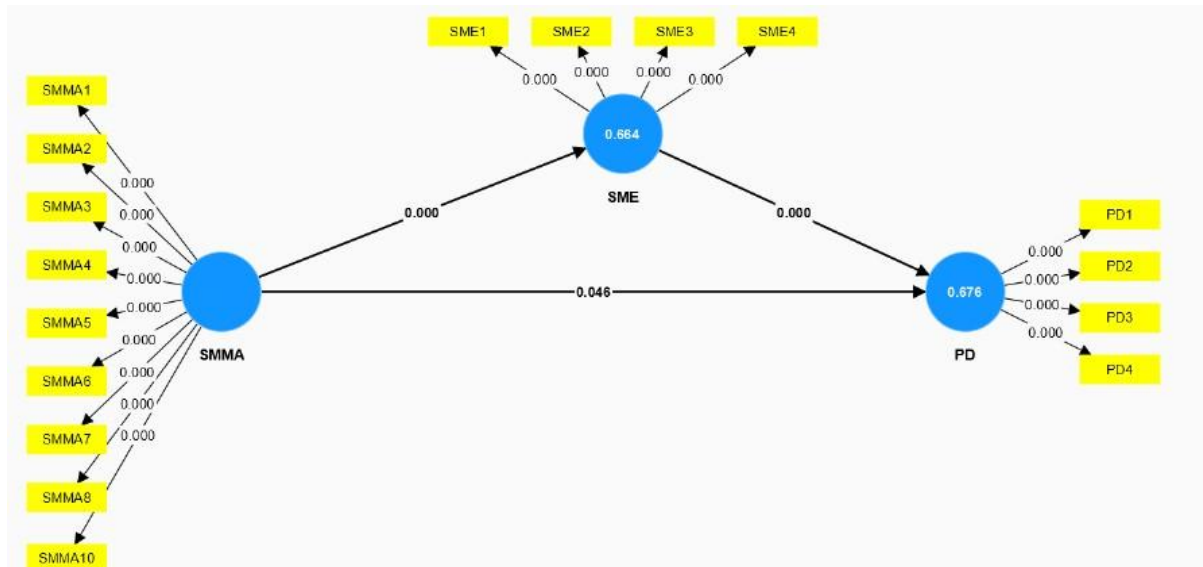 SME1 SME2 SME3 SME4
0.000 0.000 0.000 0.000
0.664
SME
SMMA1
SMMA2
SMMA3
SMMA4
SMMA5
SMMA6
SMMA7
SMMA8
SMMA10
0.000
0.000
0.000
0.000
0.000
0.000
0.000
0.000
0.000
SMMA
0.000
0.000
0.046
0.676
PD
0.000
0.000
0.000
0.000
PD1
PD2
PD3
PD4